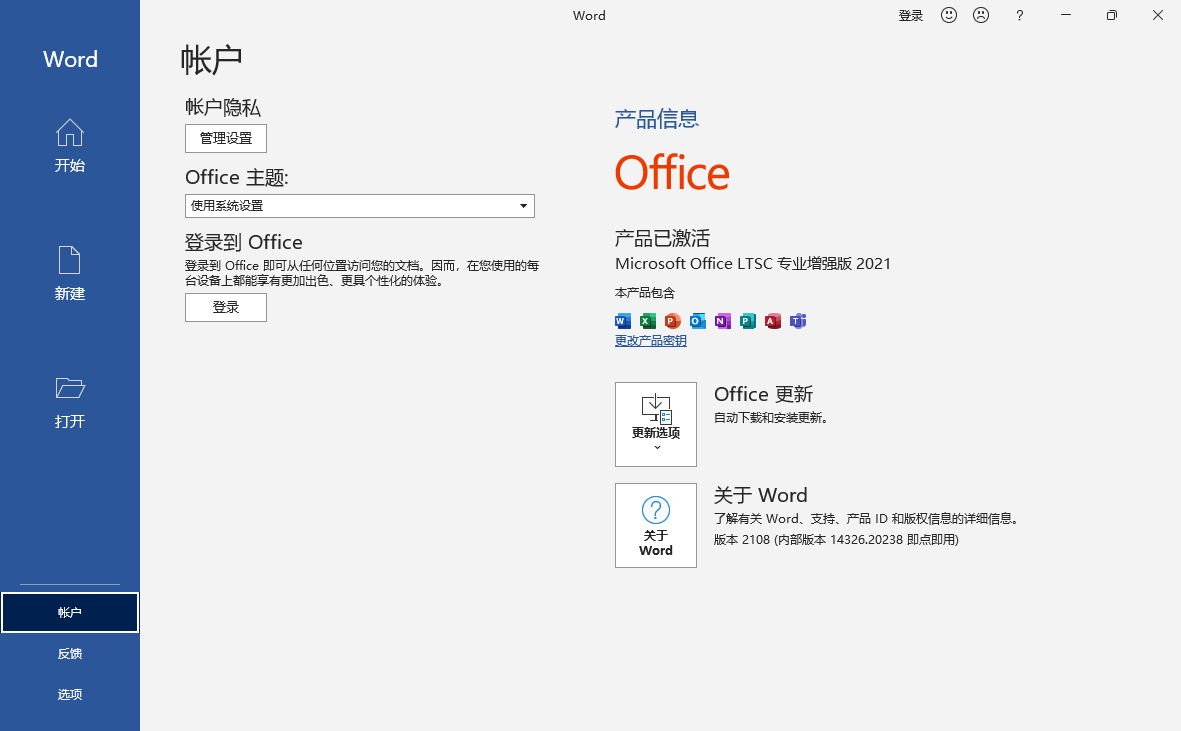 Word
登录
?
Word
开始
新建
打开
帐户
反馈
选项
帐户
帐户隐私
管理设置
Office 主题:
使用系统设置
登录到 Office
登录到 Office 即可从任何位置访问您的文档。因而，在您使用的每
台设备上都能享有更加出色、更具个性化的体验。
登录
产品信息
Office
产品已激活
Microsoft Office LTSC 专业增强版 2021
本产品包含
W X P O N P A T
更改产品密钥
更新选项
Office 更新
自动下载和安装更新。
?
关于
Word
关于 Word
了解有关 Word、支持、产品 ID 和版权信息的详细信息。
版本 2108 (内部版本 14326.20238 即点即用)